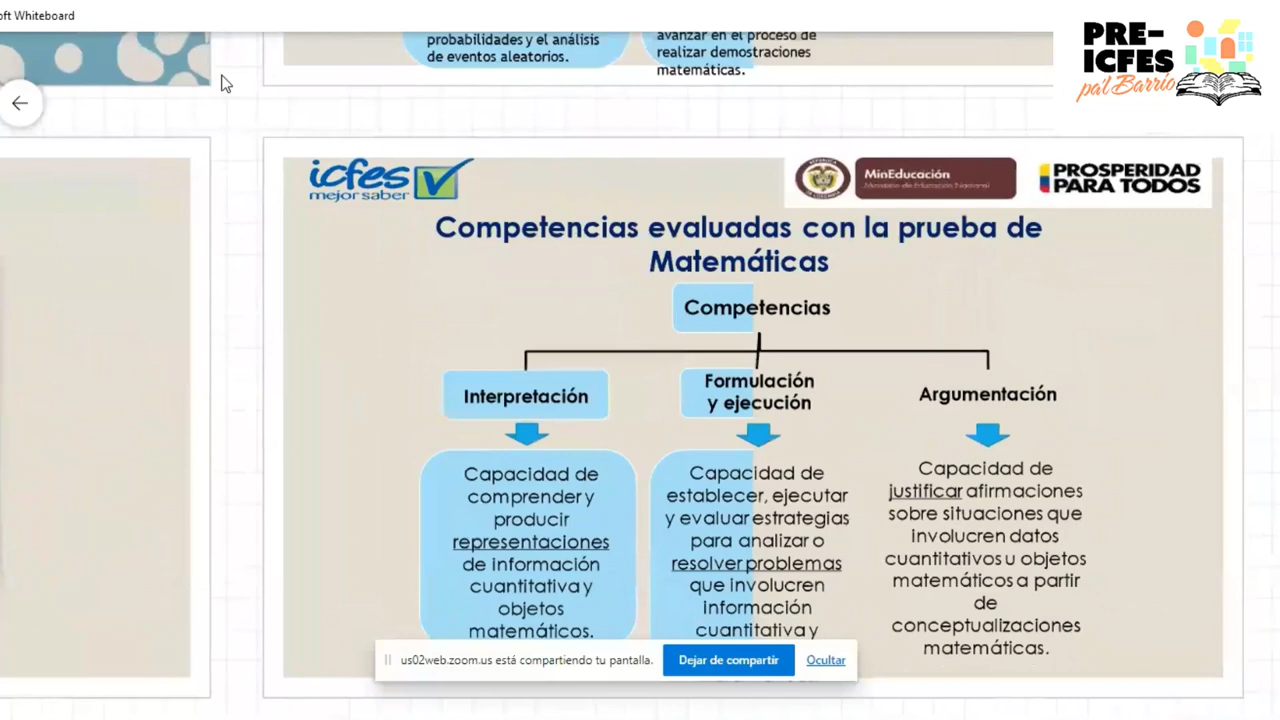 oft Whiteboard
probabilidades y el análisis
de eventos aleatorios.
avanzar en el proceso de
realizar demostraciones
matemáticas.
PRE-
ICFES
pa'l Barrio
icfes
mejor saber
MinEducación
Ministerio de Educación Nacional
PROSPERIDAD
PARA TODOS
Competencias evaluadas con la prueba de
Matemáticas
Competencias
Interpretación
Formulación
y ejecución
Argumentación
Capacidad de
comprender y
producir
representaciones
de información
cuantitativa y
objetos
matemáticos.
Capacidad de
establecer, ejecutar
y evaluar estrategias
para analizar o
resolver problemas
que involucren
información
cuantitativa y
Capacidad de
justificar afirmaciones
sobre situaciones que
involucren datos
cuantitativos u objetos
matemáticos a partir
de
conceptualizaciones
matemáticas.
us02web.zoom.us está compartiendo tu pantalla.
Dejar de compartir
Ocultar